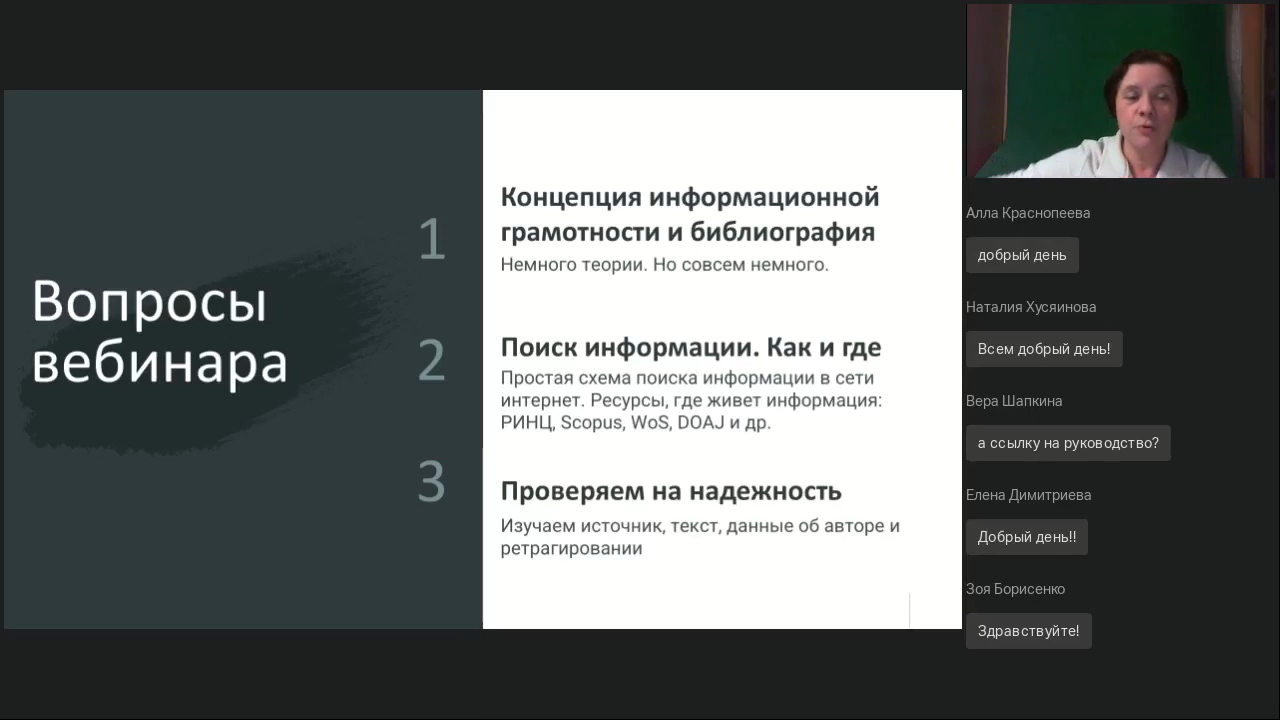 Вопросы
вебинара
1
Концепция информационной
грамотности и библиография
Немного теории. Но совсем немного.
2
Поиск информации. Как и где
Простая схема поиска информации в сети
интернет. Ресурсы, где живет информация:
РИНЦ, Scopus, WoS, DOAJ и др.
3
Проверяем на надежность
Изучаем источник, текст, данные об авторе и
ретрагировании
Алла Краснопеева
добрый день
Наталия Хусяинова
Всем добрый день!
Вера Шапкина
а ссылку на руководство?
Елена Димитриева
Добрый день!!
Зоя Борисенко
Здравствуйте!